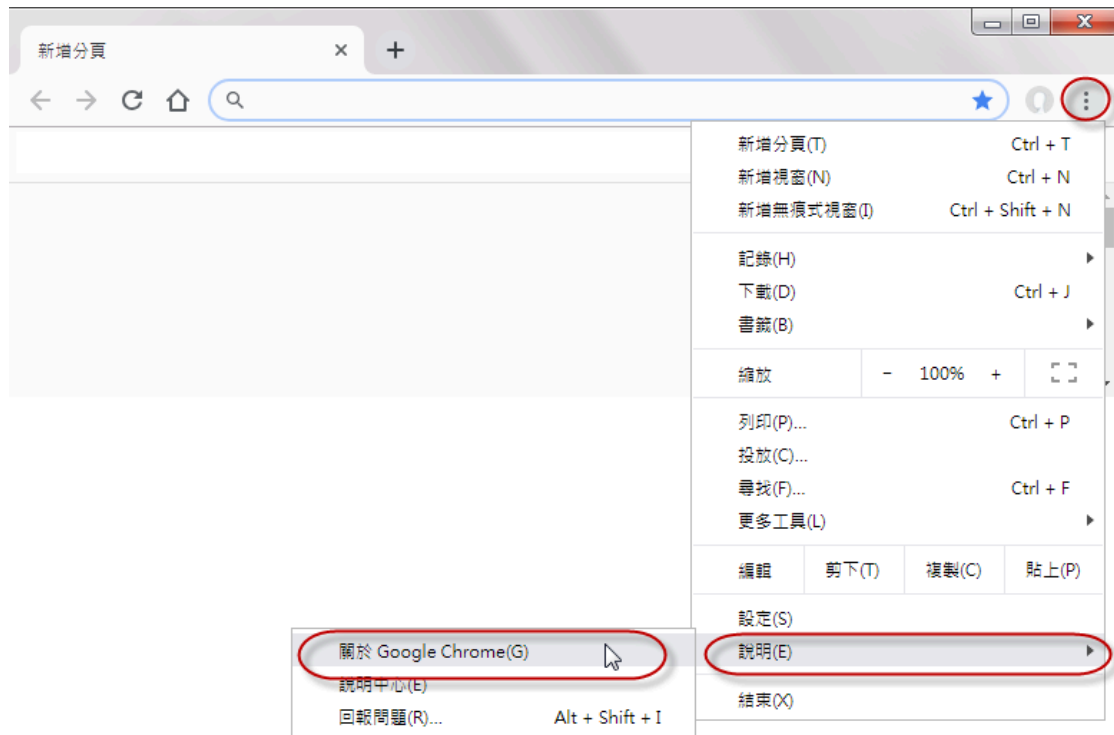 新增分頁
新增分頁(T) Ctrl + T
新增視窗(N) Ctrl + N
新增無痕式視窗(I) Ctrl + Shift + N
記錄(H)
下載(D) Ctrl + J
書籤(B)
縮放 - 100% +
列印(P)... Ctrl + P
投放(C)...
尋找(F)... Ctrl + F
更多工具(L)
編輯 剪下(T) 複製(C) 貼上(P)
設定(S)
說明(E)
結束(X)
關於 Google Chrome(G)
說明中心(E)
回報問題(R)... Alt + Shift + I